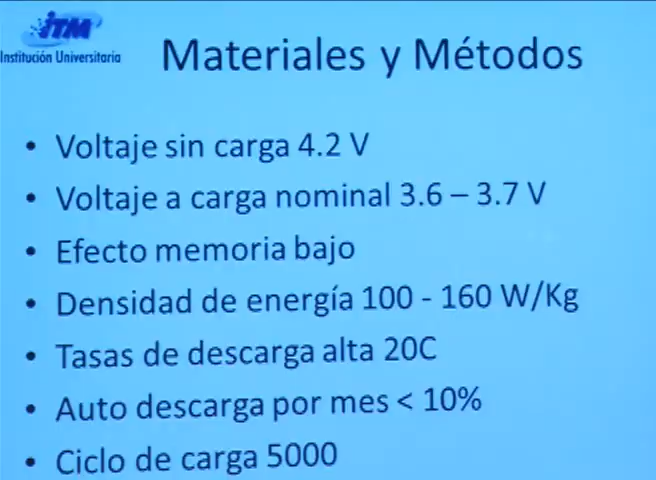 iTM
Institución Universitaria
Materiales y Métodos
• Voltaje sin carga 4.2 V
• Voltaje a carga nominal 3.6 – 3.7 V
• Efecto memoria bajo
• Densidad de energía 100 - 160 W/Kg
• Tasas de descarga alta 20C
• Auto descarga por mes < 10%
• Ciclo de carga 5000